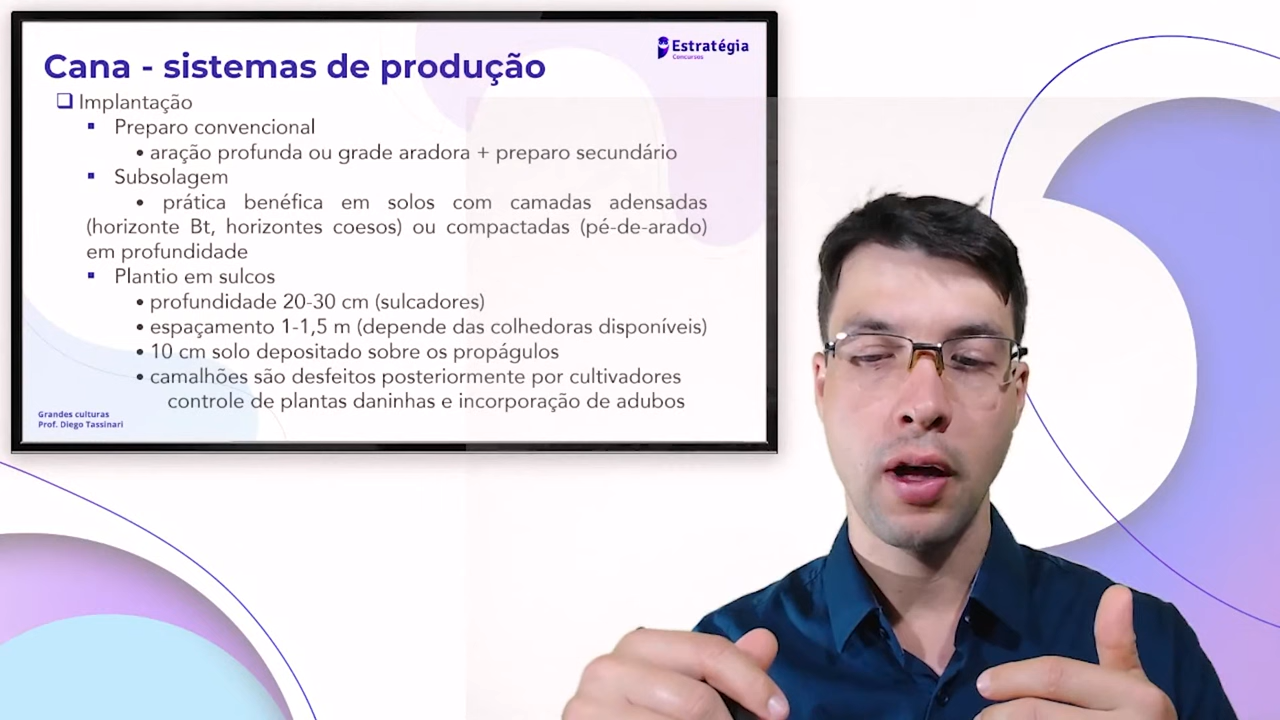 Cana - sistemas de produção
Estratégia
Concursos
❑ Implantação
▪ Preparo convencional
• aração profunda ou grade aradora + preparo secundário
▪ Subsolagem
• prática benéfica em solos com camadas adensadas
(horizonte Bt, horizontes coesos) ou compactadas (pé-de-arado)
em profundidade
▪ Plantio em sulcos
• profundidade 20-30 cm (sulcadores)
• espaçamento 1-1,5 m (depende das colhedoras disponíveis)
• 10 cm solo depositado sobre os propágulos
• camalhões são desfeitos posteriormente por cultivadores
controle de plantas daninhas e incorporação de adubos
Grandes culturas
Prof. Diego Tassinari